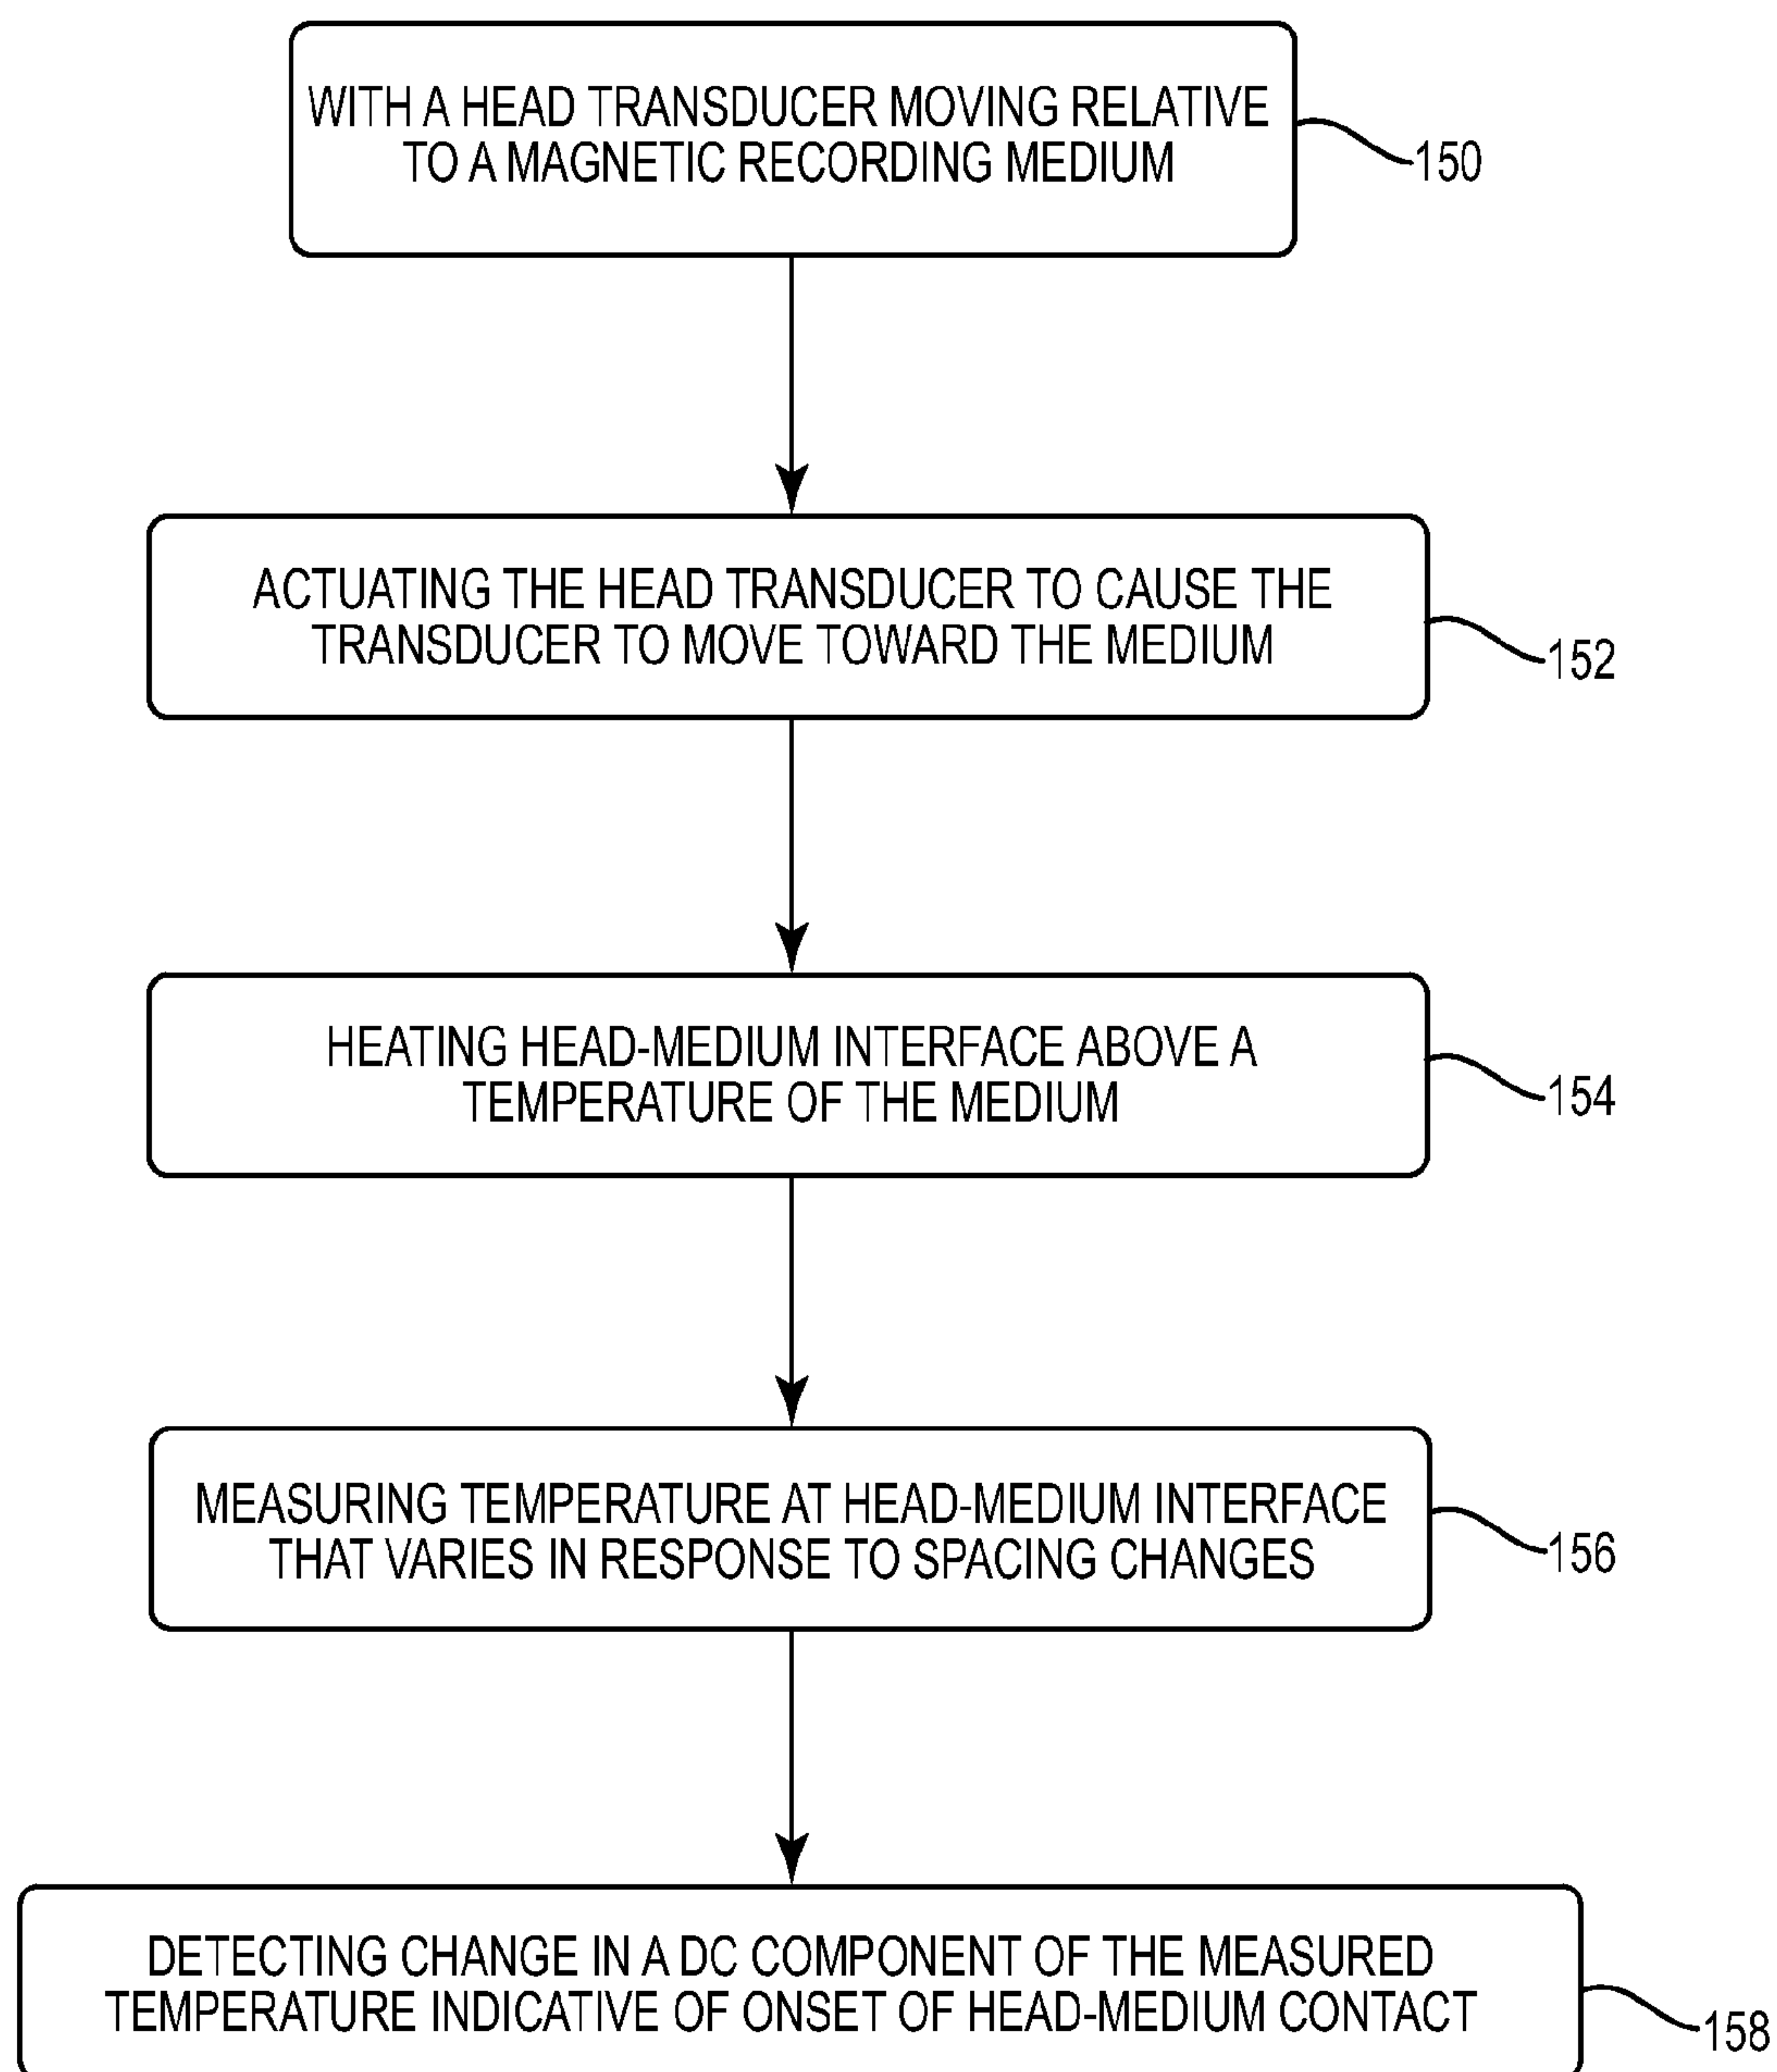 WITH A HEAD TRANSDUCER MOVING RELATIVE
TO A MAGNETIC RECORDING MEDIUM
150
ACTUATING THE HEAD TRANSDUCER TO CAUSE THE
TRANSDUCER TO MOVE TOWARD THE MEDIUM
152
HEATING HEAD-MEDIUM INTERFACE ABOVE A
TEMPERATURE OF THE MEDIUM
154
MEASURING TEMPERATURE AT HEAD-MEDIUM INTERFACE
THAT VARIES IN RESPONSE TO SPACING CHANGES
156
DETECTING CHANGE IN A DC COMPONENT OF THE MEASURED
TEMPERATURE INDICATIVE OF ONSET OF HEAD-MEDIUM CONTACT
158